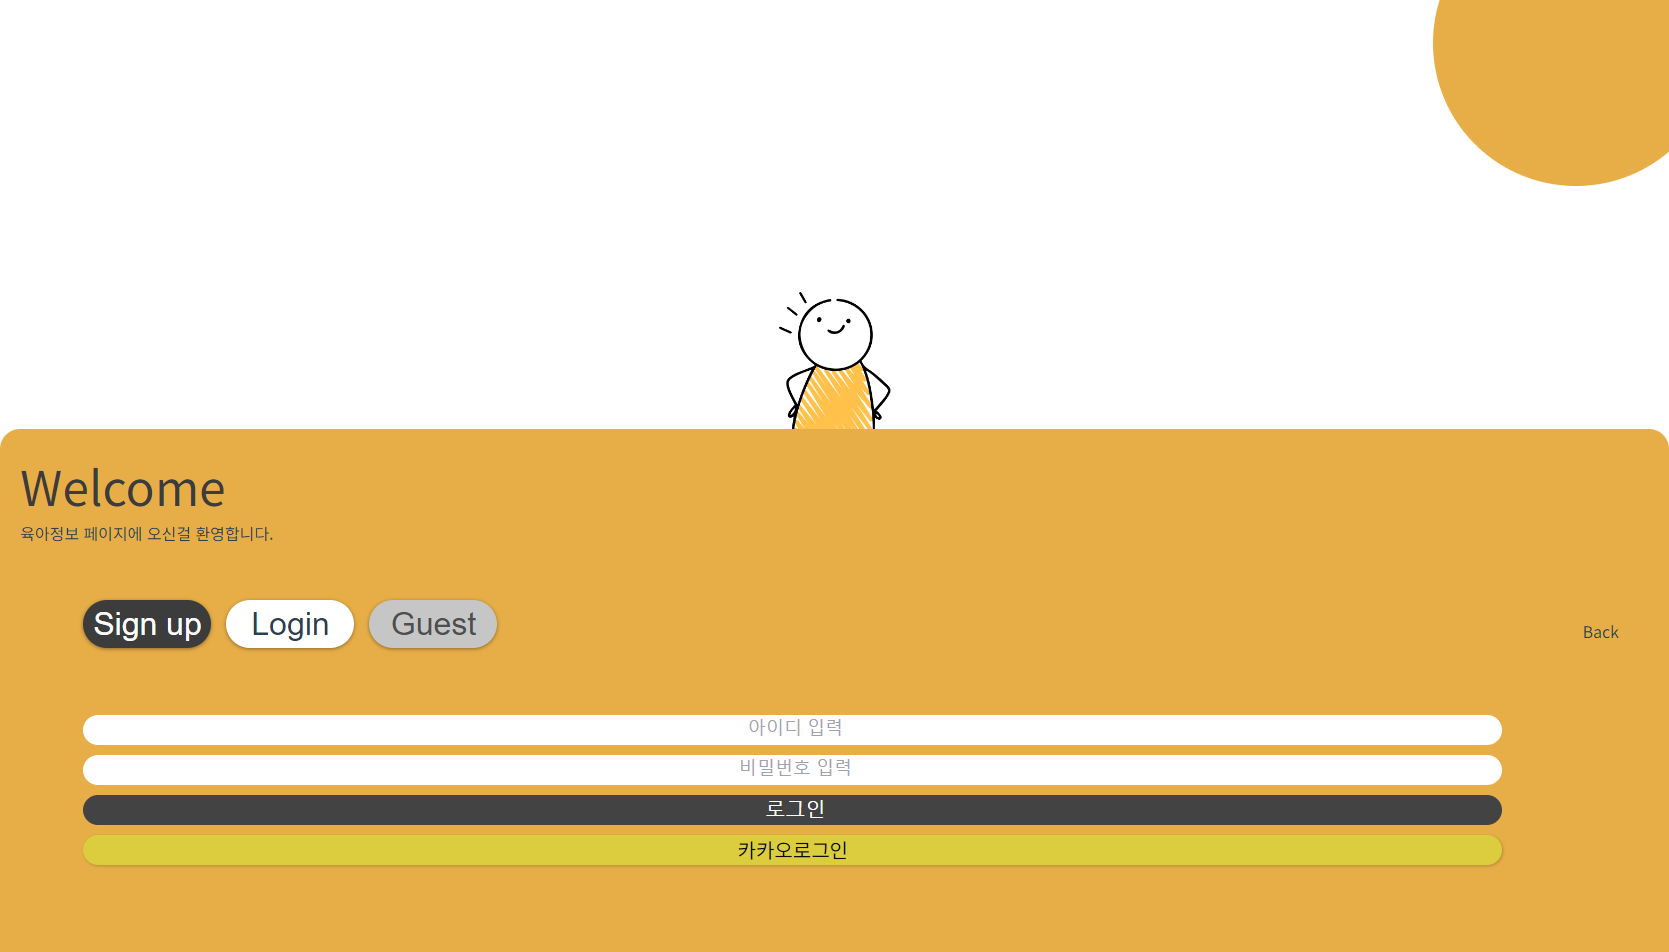 Welcome
육아정보 페이지에 오신걸 환영합니다.
Sign up Login Guest
Back
아이디 입력
비밀번호 입력
로그인
카카오로그인